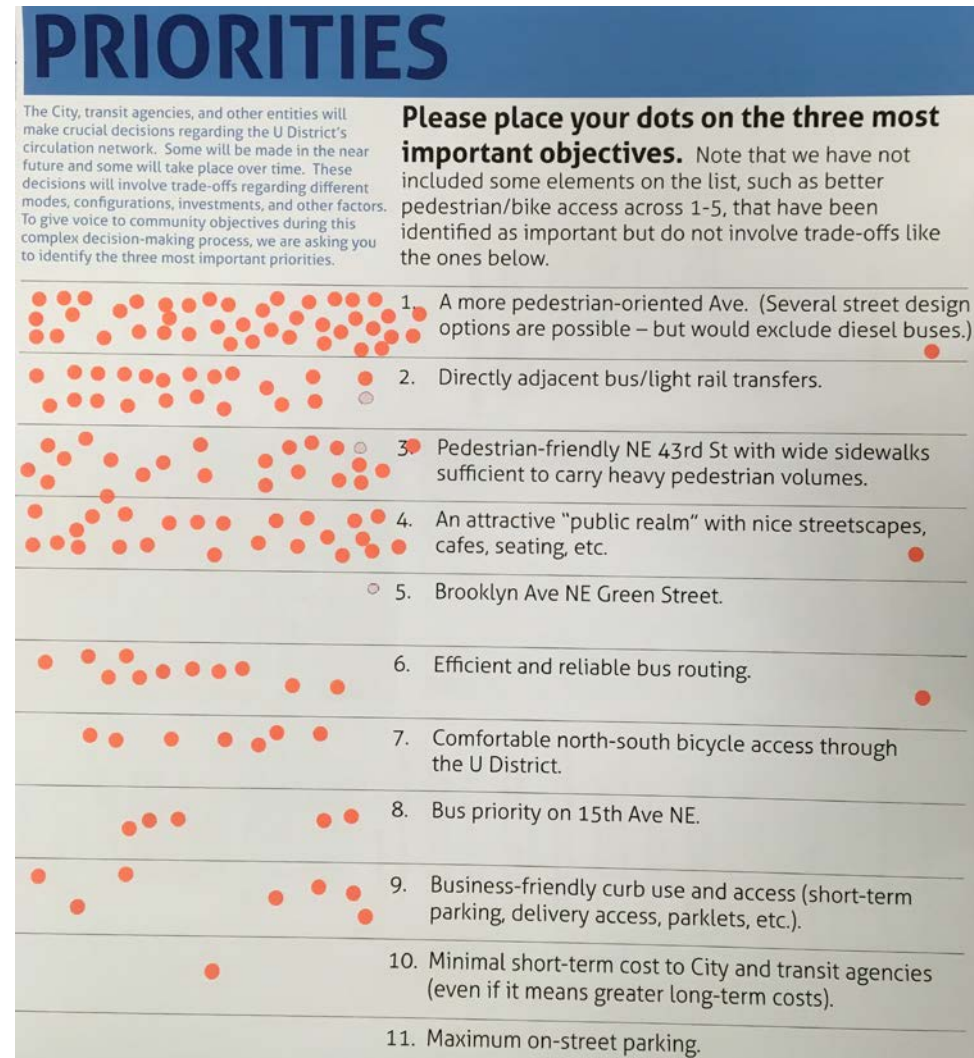 PRIORITIES
The City, transit agencies, and other entities will
make crucial decisions regarding the U District's
circulation network. Some will be made in the near
future and some will take place over time. These
decisions will involve trade-offs regarding different
modes, configurations, investments, and other factors.
To give voice to community objectives during this
complex decision-making process, we are asking you
to identify the three most important priorities.
Please place your dots on the three most
important objectives. Note that we have not
included some elements on the list, such as better
pedestrian/bike access across 1-5, that have been
identified as important but do not involve trade-offs like
the ones below.
1. A more pedestrian-oriented Ave. (Several street design
options are possible – but would exclude diesel buses.)
2. Directly adjacent bus/light rail transfers.
3. Pedestrian-friendly NE 43rd St with wide sidewalks
sufficient to carry heavy pedestrian volumes.
4. An attractive "public realm" with nice streetscapes,
cafes, seating, etc.
5. Brooklyn Ave NE Green Street.
6. Efficient and reliable bus routing.
7. Comfortable north-south bicycle access through
the U District.
8. Bus priority on 15th Ave NE.
9. Business-friendly curb use and access (short-term
parking, delivery access, parklets, etc.).
10. Minimal short-term cost to City and transit agencies
(even if it means greater long-term costs).
11. Maximum on-street parking.